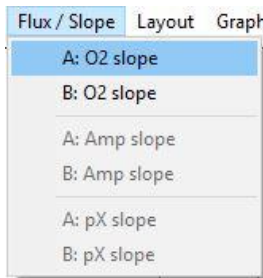 Flux / Slope Layout Graph
A: O2 slope
B: O2 slope
A: Amp slope
B: Amp slope
A: pX slope
B: pX slope